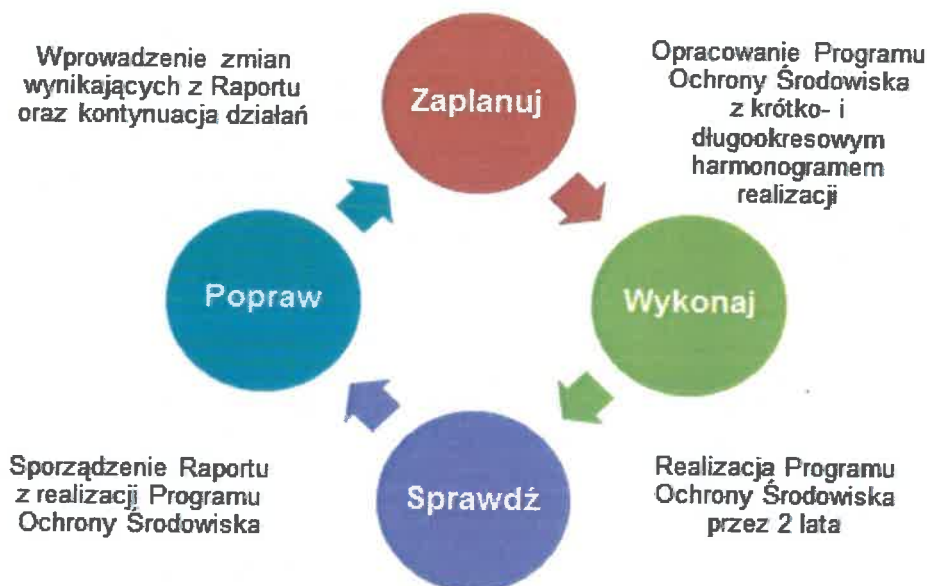 Wprowadzenie zmian
wynikających z Raportu
oraz kontynuacja działań
Zaplanuj
Opracowanie Programu
Ochrony Środowiska
z krótko- i
długookresowym
harmonogramem
realizacji
Popraw
Wykonaj
Sporządzenie Raportu
z realizacji Programu
Ochrony Środowiska
Sprawdź
Realizacja Programu
Ochrony Środowiska
przez 2 lata